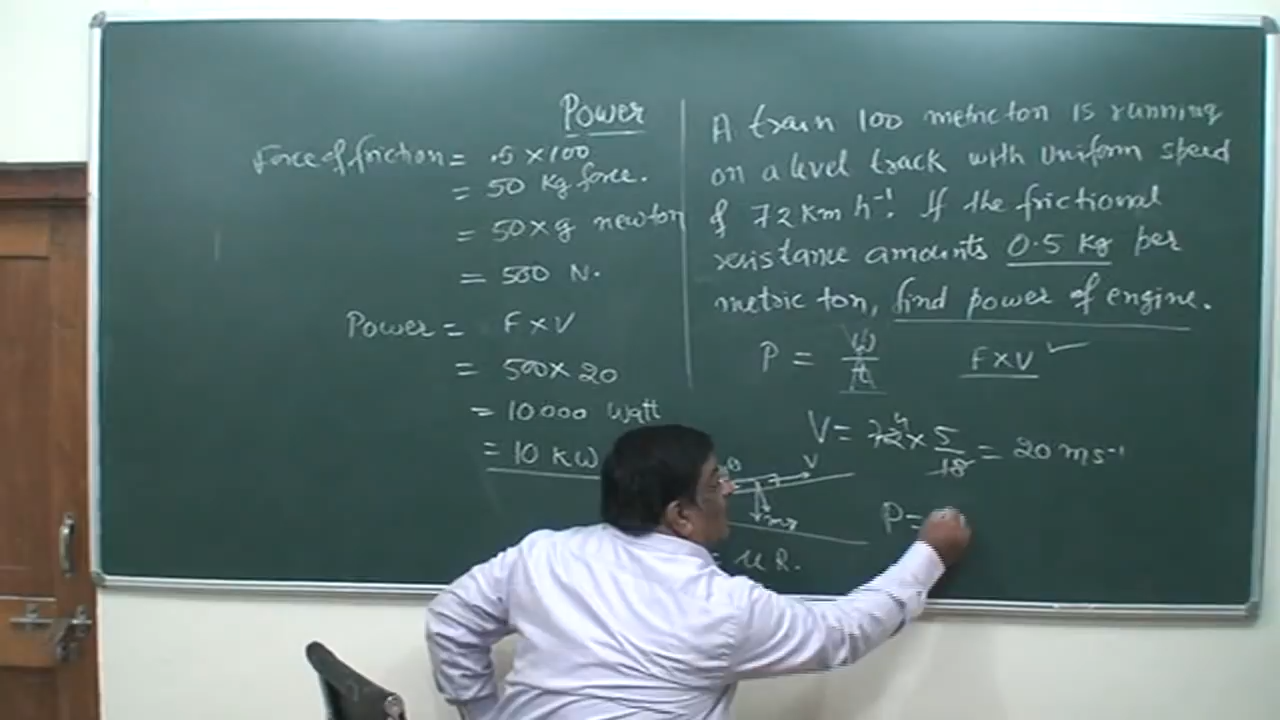 Power
Force of friction = .5 × 100
= 50 Kg force.
= 50 × g newton
= 500 N.
Power = F × V
= 500 × 20
= 10000 Watt
= 10 KW
A train 100 metric ton is running
on a level track with uniform speed
of 72 Km h⁻¹. If the frictional
resistance amounts 0.5 Kg per
metric ton, find power of engine.
P = W/t F × V ✓
V = 72 4 × 5/18 = 20 m s⁻¹
θ V
mg
P =
= μ R.